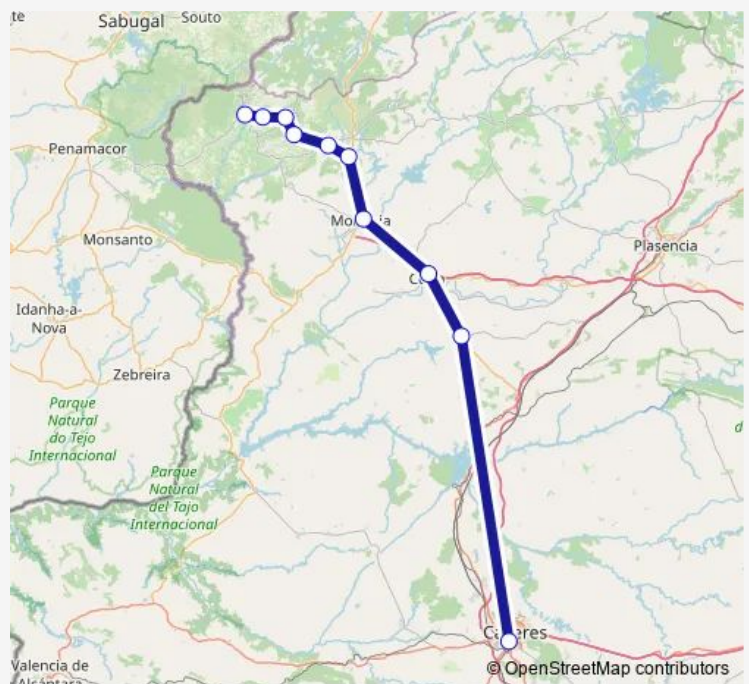 Sabugal
Souto
Penamacor
Monsanto
Plasencia
Idanha-a-
Nova
Zebreira
Parque
Natural
do Tejo
Internacional
Parque
Natural
del Tajo
Internacional
d
Valencia de
Alcántara
© OpenStreetMap contributors